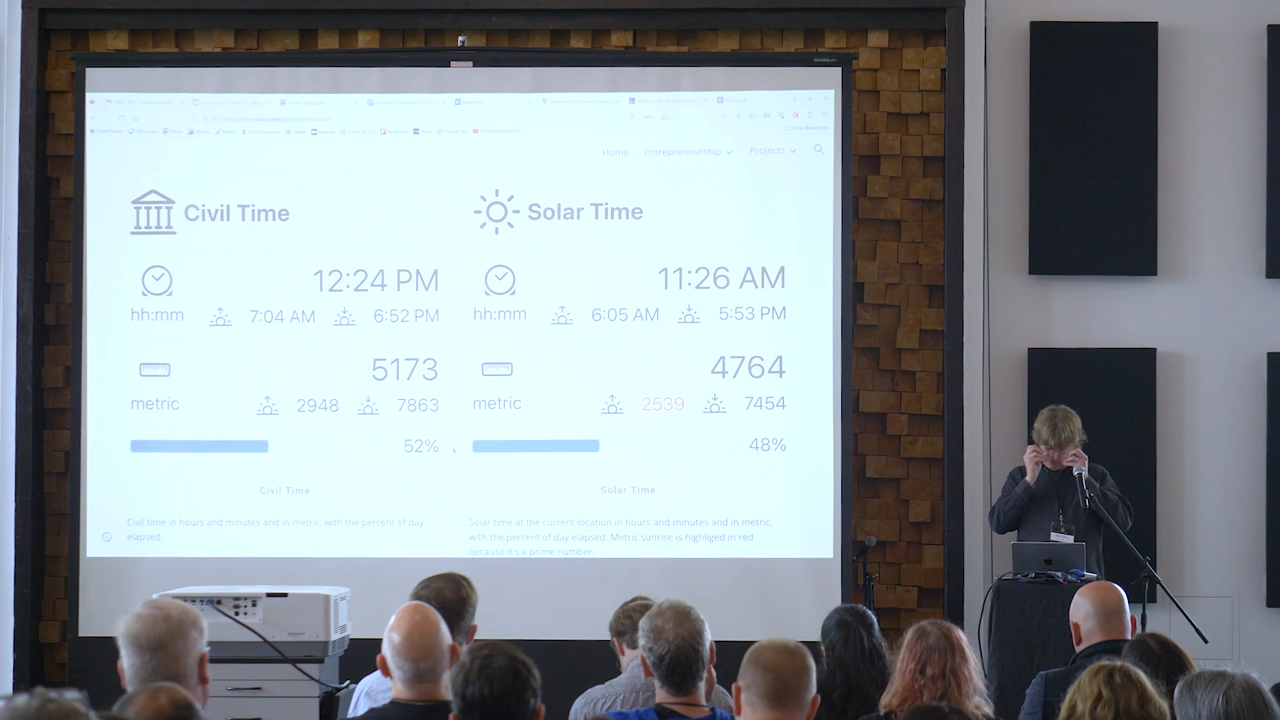 Home Entrepreneurship Projects
Civil Time
12:24 PM
hh:mm 7:04 AM 6:52 PM
5173
metric 2948 7863
52%
Civil Time
Civil time in hours and minutes and in metric, with the percent of day
elapsed.
Solar Time
11:26 AM
hh:mm 6:05 AM 5:53 PM
4764
metric 2539 7454
48%
Solar Time
Solar time at the current location in hours and minutes and in metric,
with the percent of day elapsed. Metric sunrise is highliged in red
because it's a prime number.